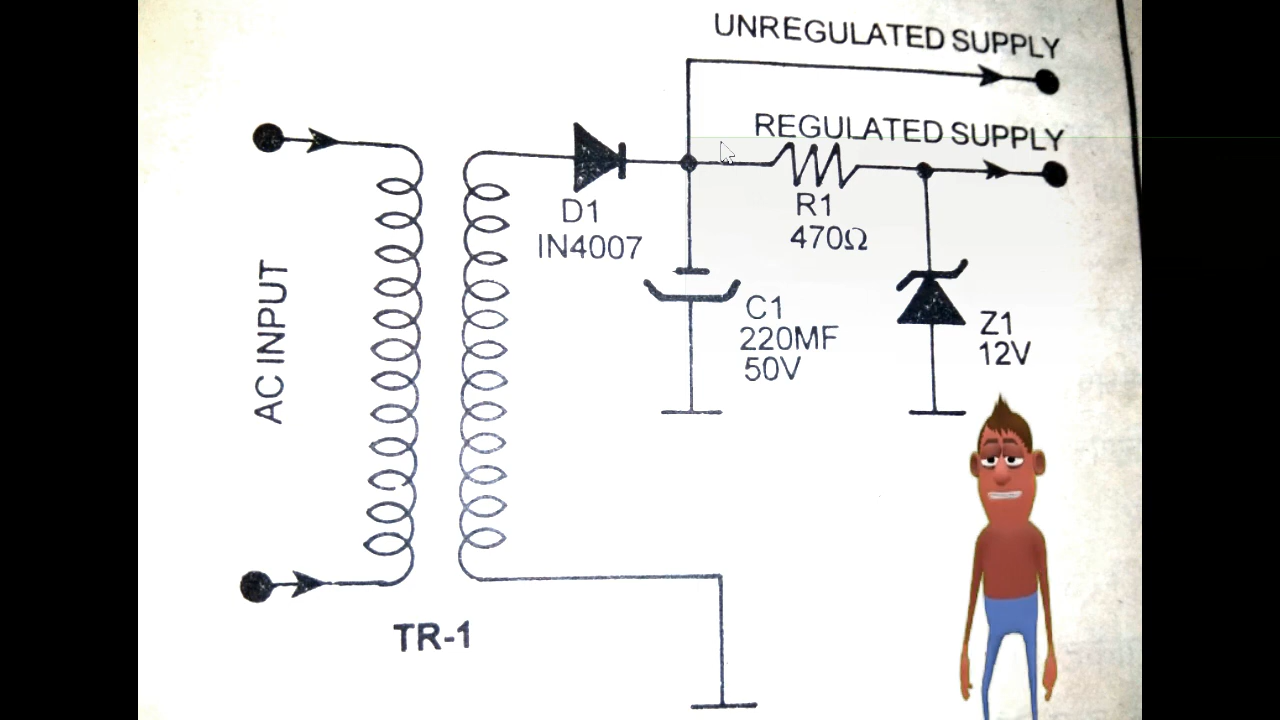 UNREGULATED SUPPLY
REGULATED SUPPLY
D1
IN4007
R1
470Ω
AC INPUT
C1
220MF
50V
Z1
12V
TR-1